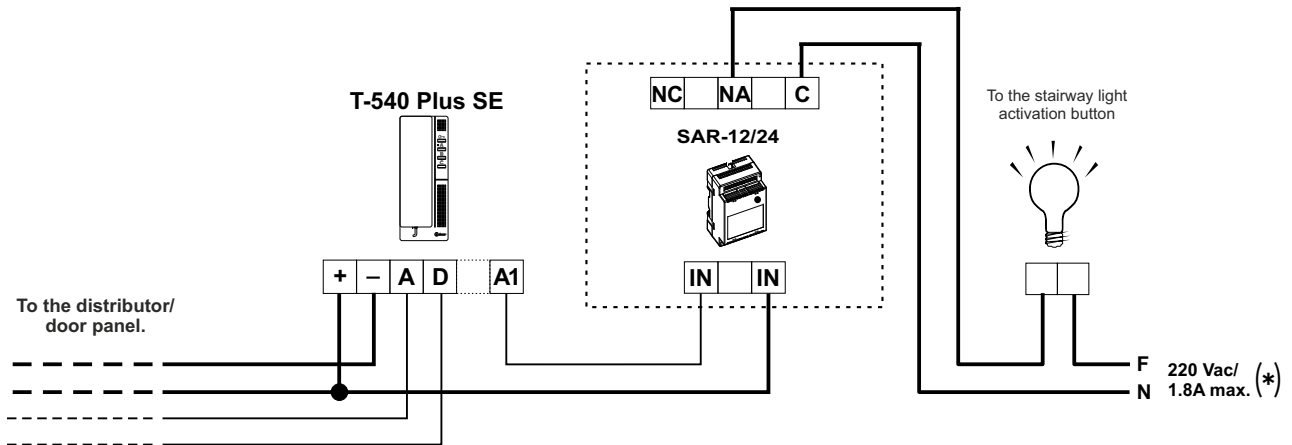 NC NA C
T-540 Plus SE
SAR-12/24
To the stairway light
activation button
+ – A D A1
IN IN
To the distributor/
door panel.
F
N
220 Vac/
1.8A max.
(*)